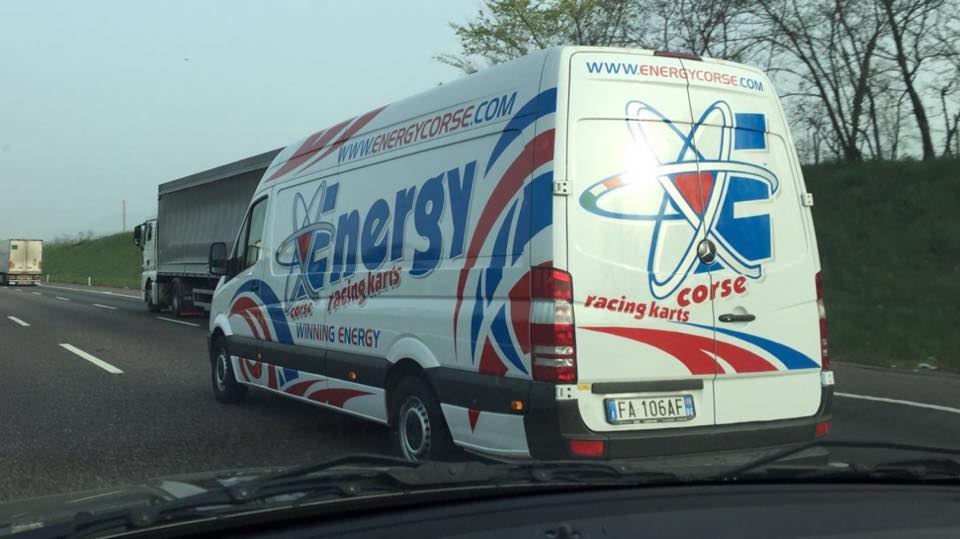 WWW.ENERGYCORSE.COM
Energy
corse
racing karts
WINNING ENERGY
WWW.ENERGYCORSE.COM
E
corse
racing karts
FA 106AF